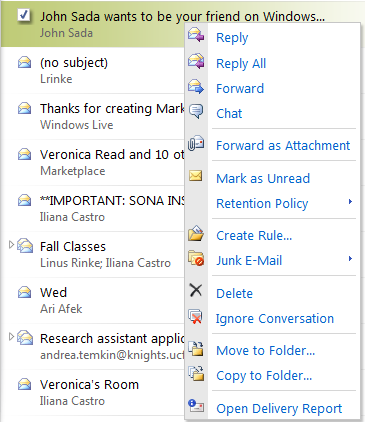 John Sada wants to be your friend on Windows...
John Sada
(no subject)
Lrinke
Thanks for creating Mark
Windows Live
Veronica Read and 10 ot
Marketplace
**IMPORTANT: SONA INS
Iliana Castro
Fall Classes
Linus Rinke; Iliana Castro
Wed
Ari Afek
Research assistant applic
andrea.temkin@knights.ucf
Veronica's Room
Iliana Castro
Reply
Reply All
Forward
Chat
Forward as Attachment
Mark as Unread
Retention Policy
Create Rule...
Junk E-Mail
Delete
Ignore Conversation
Move to Folder...
Copy to Folder...
Open Delivery Report